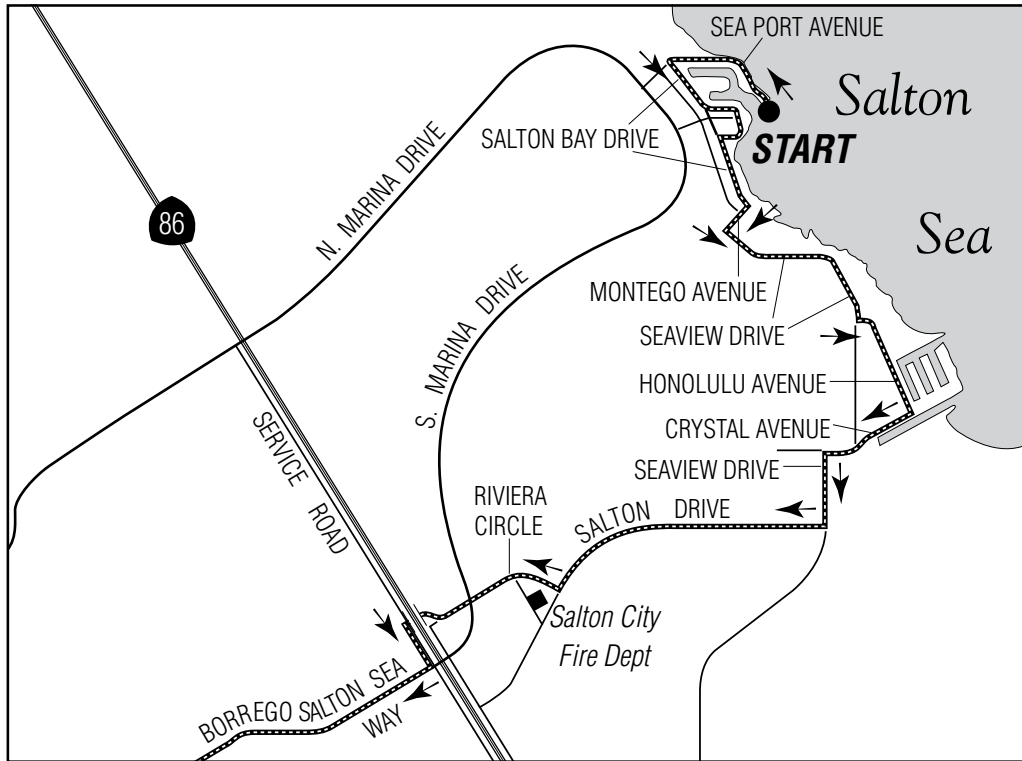 SEA PORT AVENUE
Salton
SALTON BAY DRIVE
START
N. MARINA DRIVE
86
Sea
MONTEGO AVENUE
S. MARINA DRIVE
SEAVIEW DRIVE
HONOLULU AVENUE
CRYSTAL AVENUE
SERVICE ROAD
SEAVIEW DRIVE
RIVIERA
CIRCLE
SALTON DRIVE
Salton City
Fire Dept
BORREGO SALTON SEA
WAY